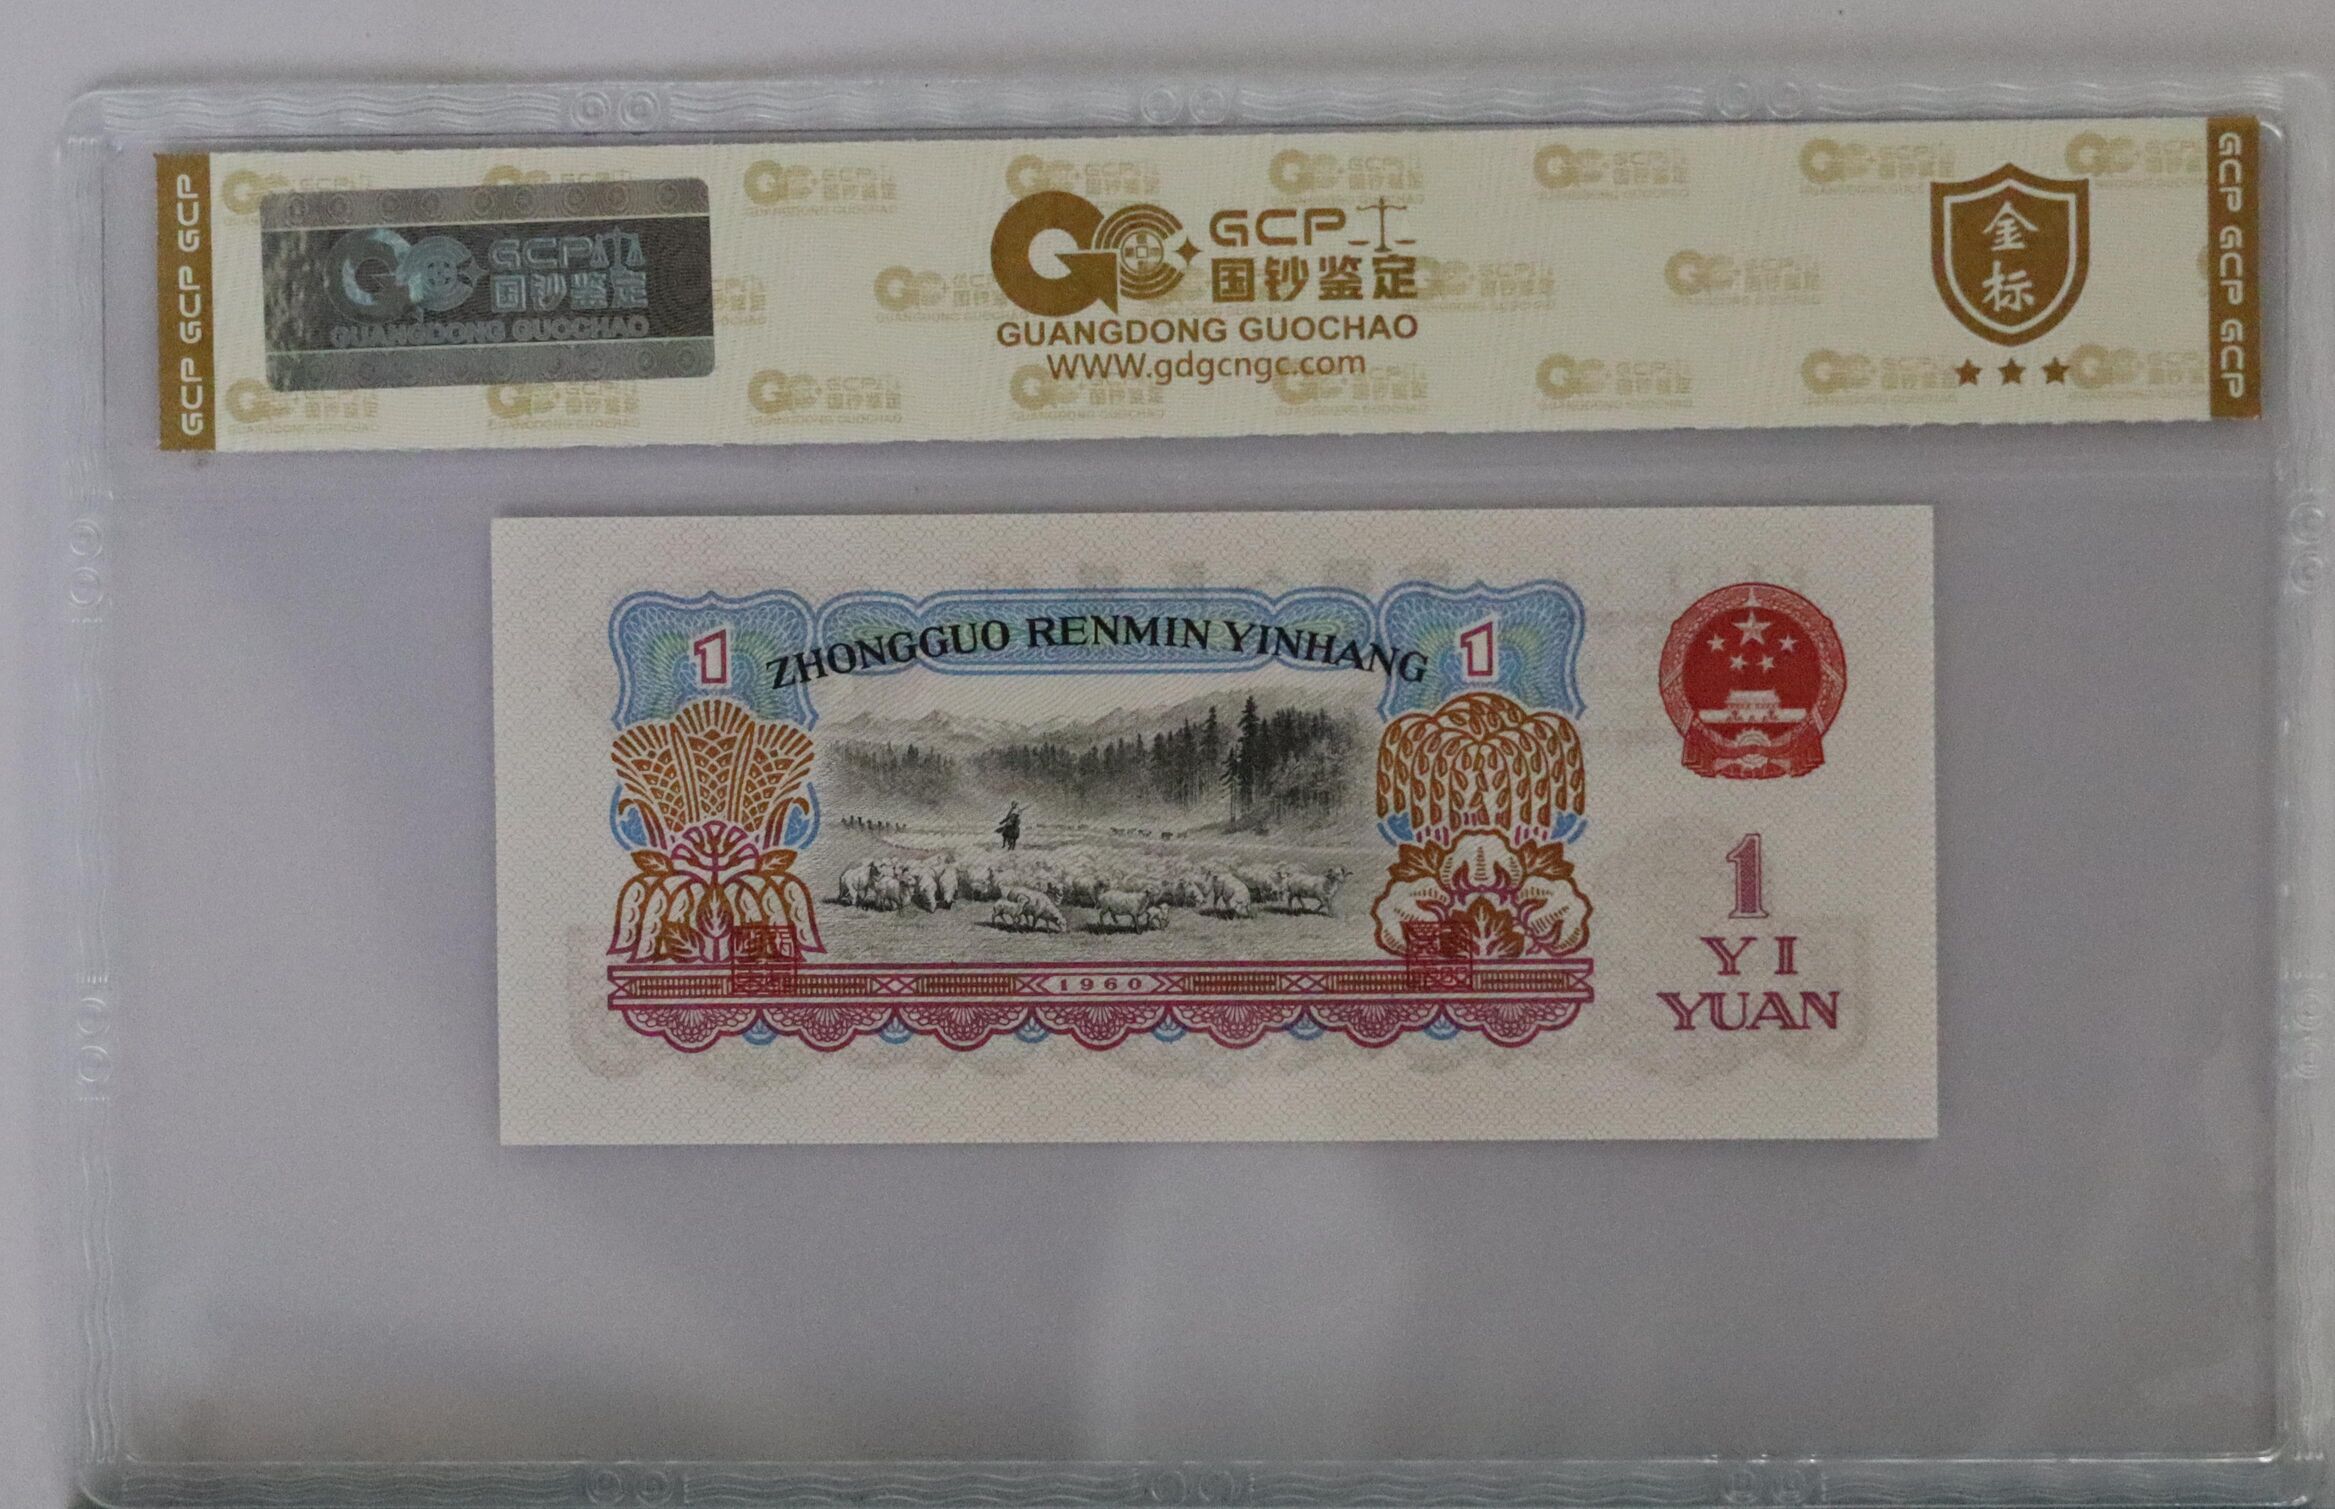 GCP GCP GCP
GCP
国钞鉴定
GUANGDONG GUOCHAO
GCP
国钞鉴定
GUANGDONG GUOCHAO
WWW.gdgcngc.com
金
标
GCP GCP GCP
ZHONGGUO RENMIN YINHANG
1
1
1960
1
YI
YUAN